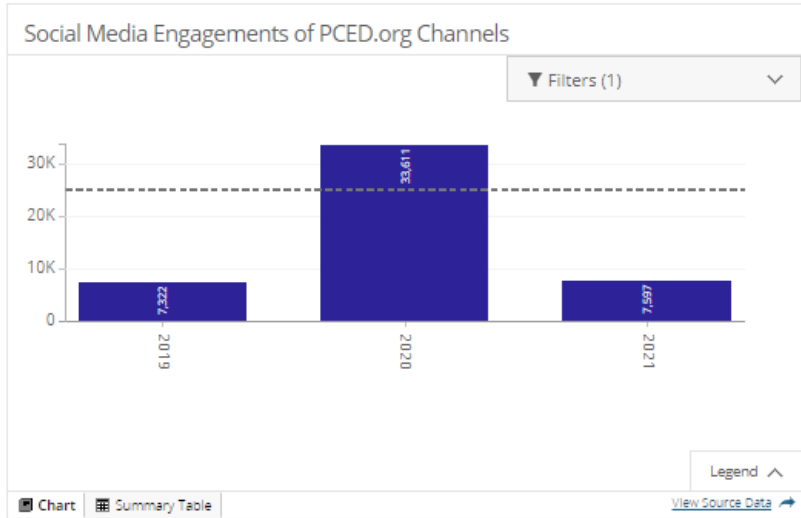 Social Media Engagements of PCED.org Channels
Filters (1)
30K
20K
10K
0
7,322
33,611
7,597
2019
2020
2021
Legend
Chart
Summary Table
View Source Data